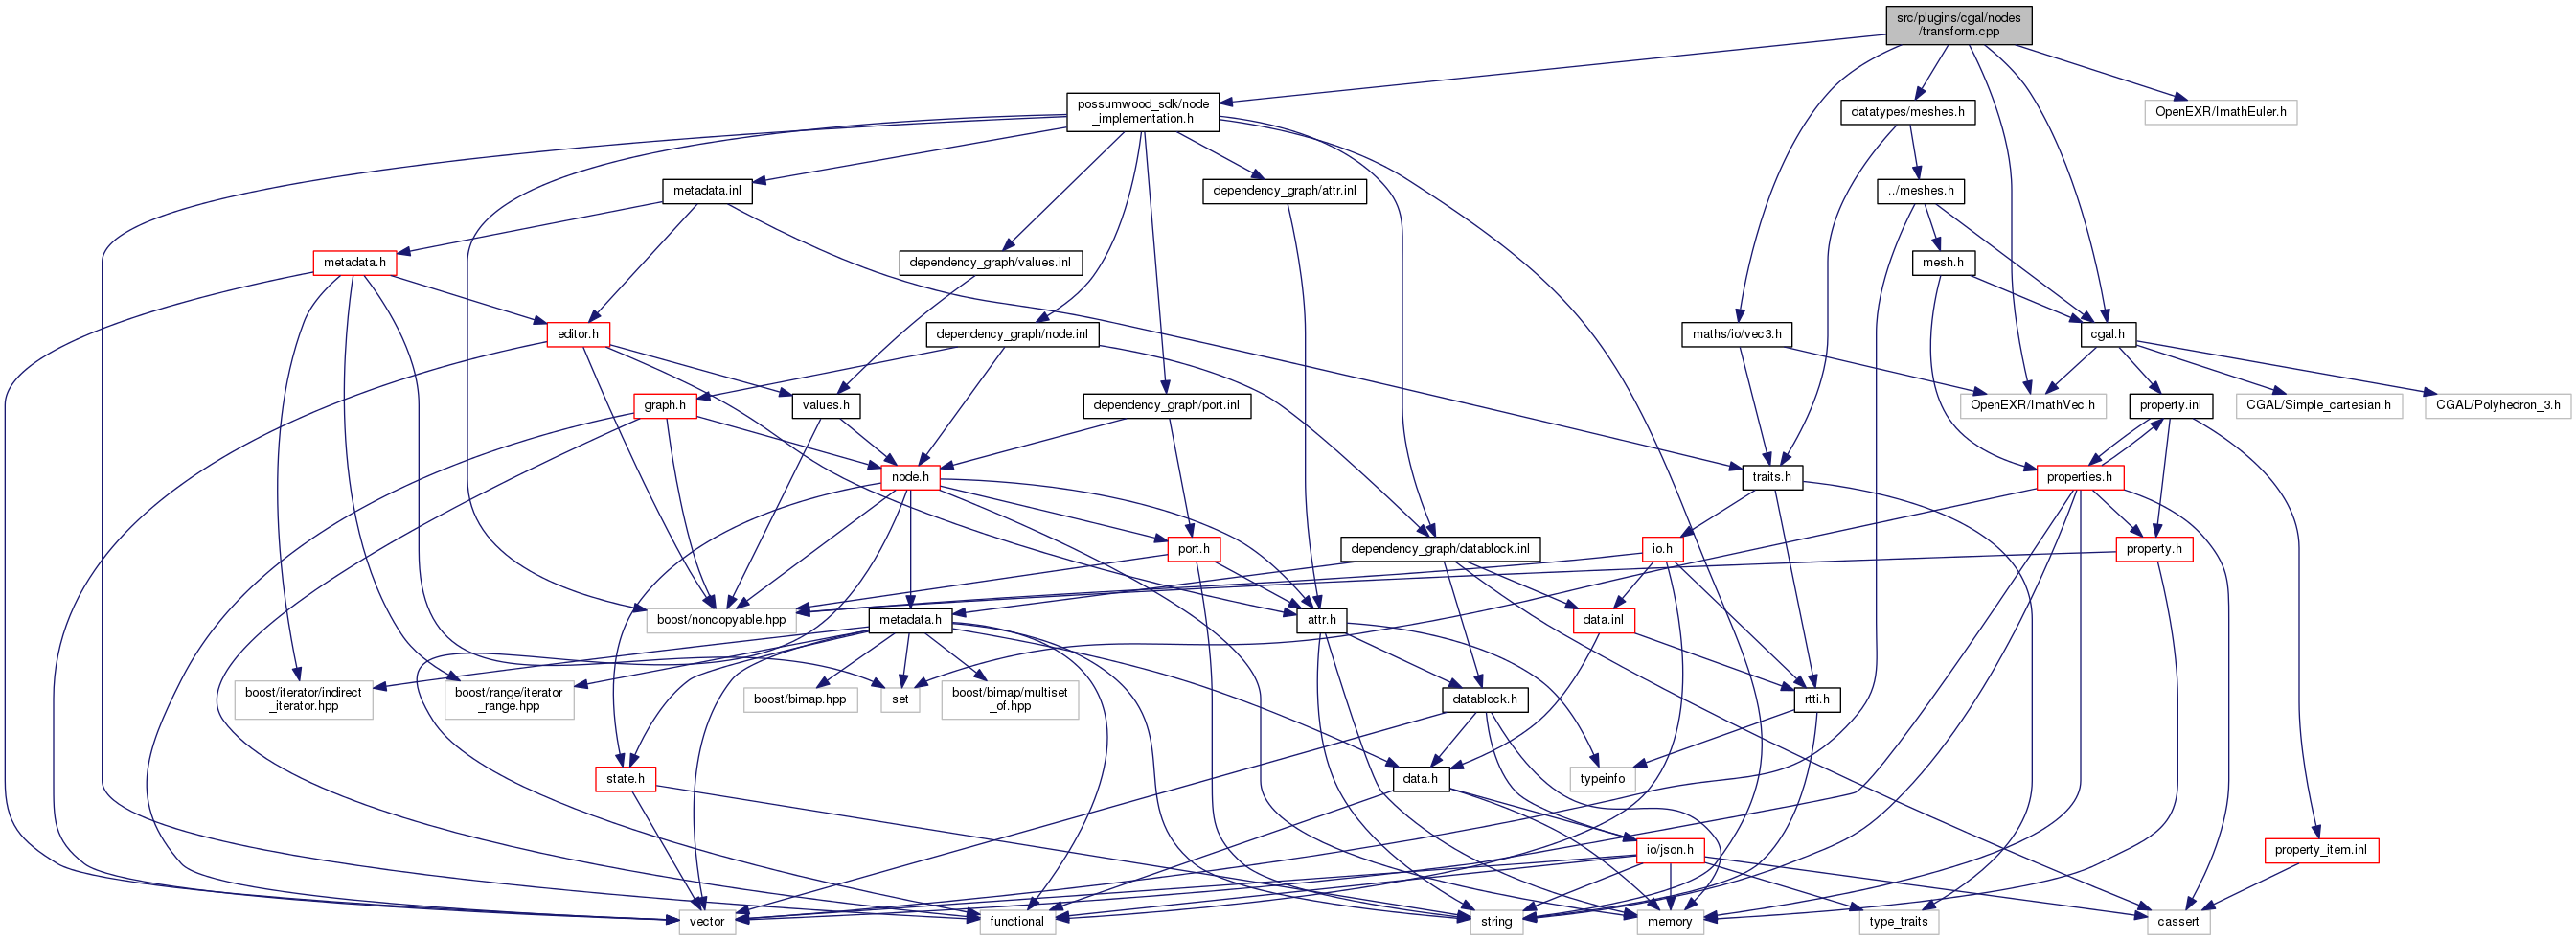 src/plugins/cgal/nodes
/transform.cpp
possumwood_sdk/node
_implementation.h
datatypes/meshes.h
OpenEXR/ImathEuler.h
metadata.inl
dependency_graph/attr.inl
../meshes.h
metadata.h
dependency_graph/values.inl
mesh.h
editor.h
dependency_graph/node.inl
maths/io/vec3.h
cgal.h
graph.h
values.h
dependency_graph/port.inl
OpenEXR/ImathVec.h
property.inl
CGAL/Simple_cartesian.h
CGAL/Polyhedron_3.h
node.h
traits.h
properties.h
port.h
dependency_graph/datablock.inl
io.h
property.h
boost/noncopyable.hpp
metadata.h
attr.h
data.inl
boost/iterator/indirect
_iterator.hpp
boost/range/iterator
_range.hpp
boost/bimap.hpp
set
boost/bimap/multiset
_of.hpp
datablock.h
rtti.h
state.h
data.h
typeinfo
io/json.h
property_item.inl
vector
functional
string
memory
type_traits
cassert